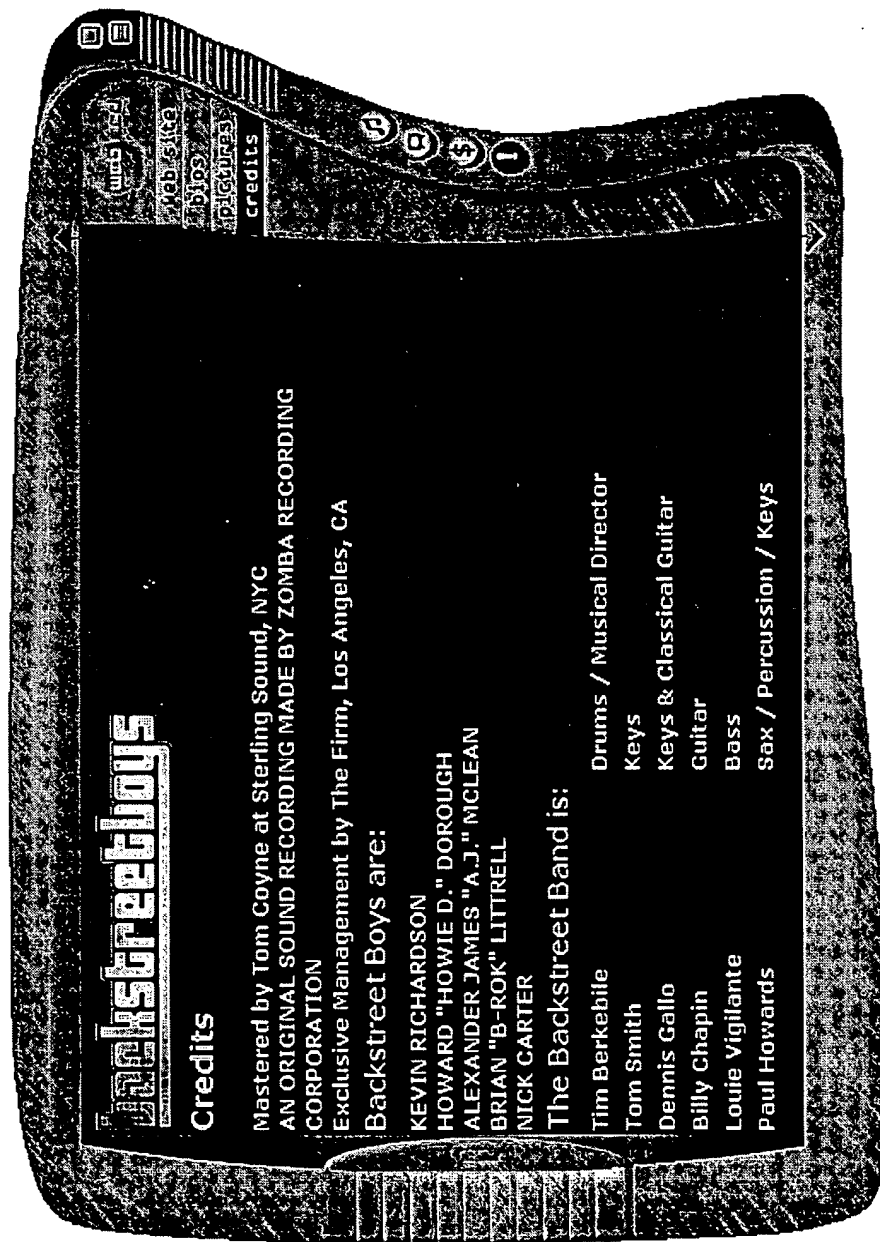 backstreetboys
Credits
Mastered by Tom Coyne at Sterling Sound, NYC
AN ORIGINAL SOUND RECORDING MADE BY ZOMBA RECORDING
CORPORATION
Exclusive Management by The Firm, Los Angeles, CA
Backstreet Boys are:
KEVIN RICHARDSON
HOWARD "HOWIE D." DOROUGH
ALEXANDER JAMES "A.J." MCLEAN
BRIAN "B-ROK" LITTRELL
NICK CARTER
The Backstreet Band is:
Tim Berkebile Drums / Musical Director
Tom Smith Keys
Dennis Gallo Keys & Classical Guitar
Billy Chapin Guitar
Louie Vigilante Bass
Paul Howards Sax / Percussion / Keys
web site
bios
pictures
credits
$